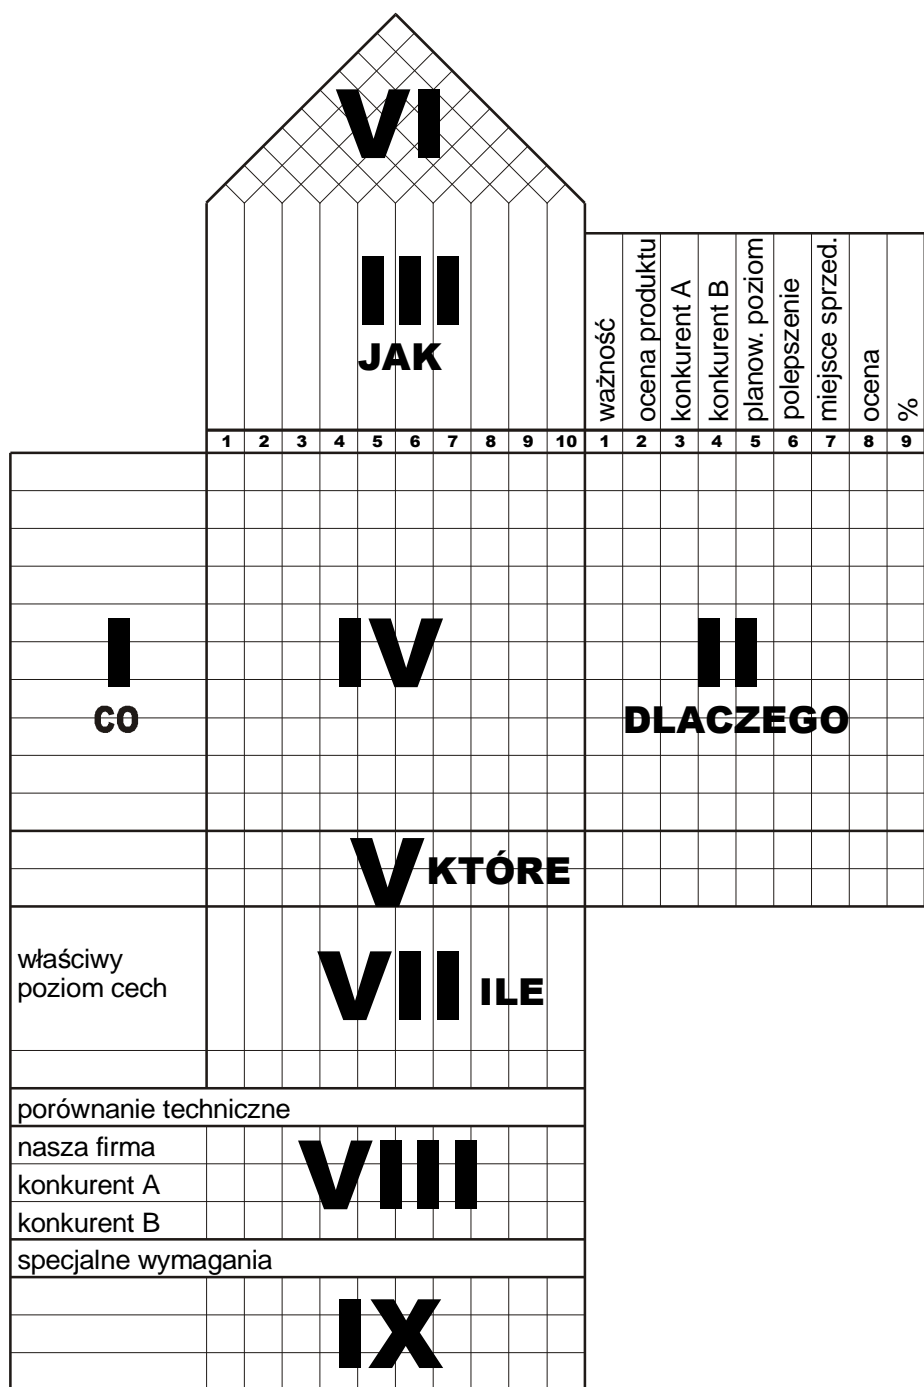 VI
III
JAK
ważność
ocena produktu
konkurent A
konkurent B
planow. poziom
polepszenie
miejsce sprzed.
ocena
%
1 2 3 4 5 6 7 8 9 10 1 2 3 4 5 6 7 8 9
I
CO
IV
II
DLACZEGO
V KTÓRE
właściwy
poziom cech
VII ILE
porównanie techniczne
nasza firma
konkurent A
konkurent B
VIII
specjalne wymagania
IX